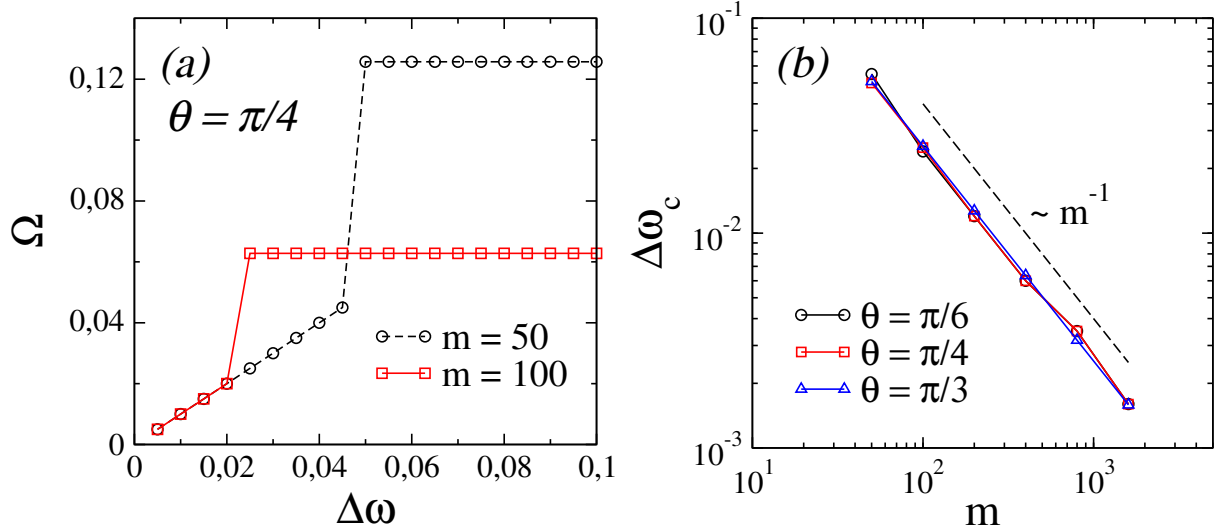 (a)
θ = π/4
Ω
0,12
0,08
0,04
0
0
0,02
0,04
0,06
0,08
0,1
Δω
m = 50
m = 100
(b)
Δω_c
10^-1
10^-2
10^-3
10^1
10^2
10^3
m
~ m^-1
θ = π/6
θ = π/4
θ = π/3